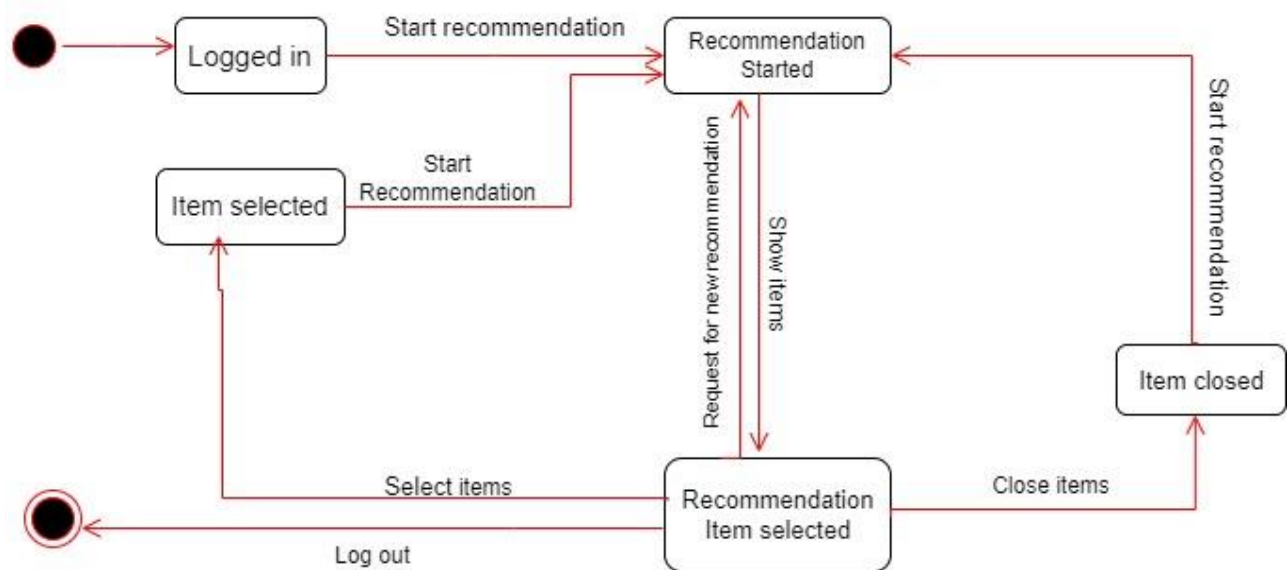 Start recommendation
Logged in
Recommendation
Started
Start recommendation
Start
Recommendation
Item selected
Request for new recommendation
Show items
Item closed
Select items
Recommendation
Item selected
Close items
Log out